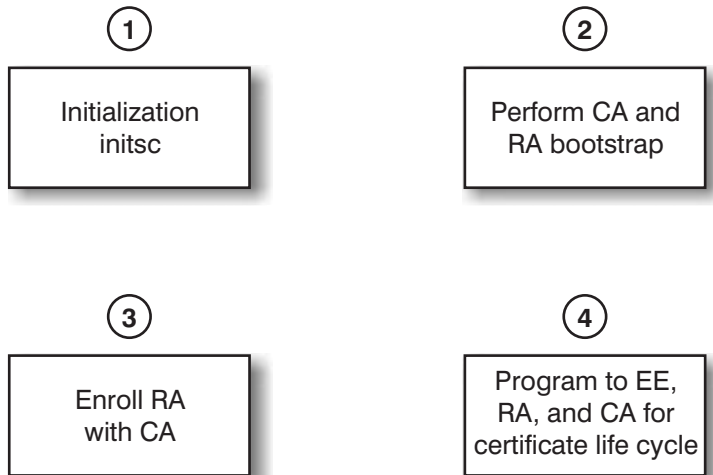 1
Initialization
initsc
2
Perform CA and
RA bootstrap
3
Enroll RA
with CA
4
Program to EE,
RA, and CA for
certificate life cycle